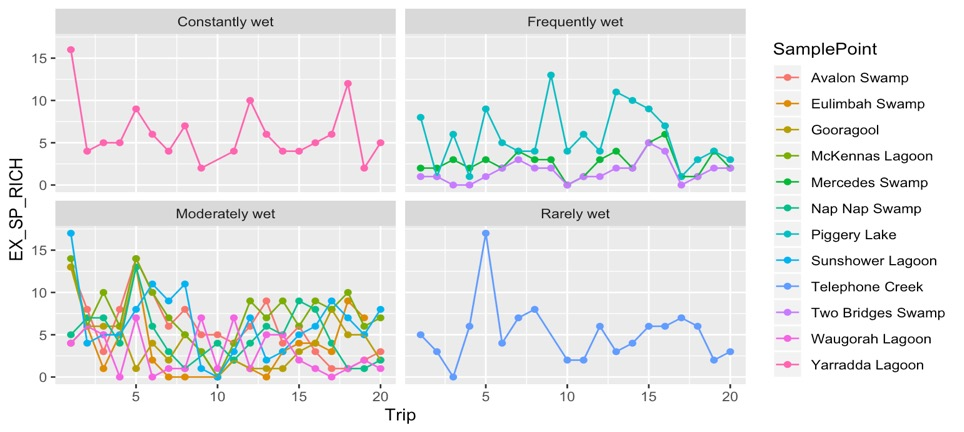 Constantly wet
Frequently wet
15
10
5
0
Moderately wet
Rarely wet
15
10
5
0
5
10
15
20
5
10
15
20
EX_SP_RICH
Trip
SamplePoint
Avalon Swamp
Eulimbah Swamp
Gooragool
McKennas Lagoon
Mercedes Swamp
Nap Nap Swamp
Piggery Lake
Sunshower Lagoon
Telephone Creek
Two Bridges Swamp
Waugorah Lagoon
Yarradda Lagoon